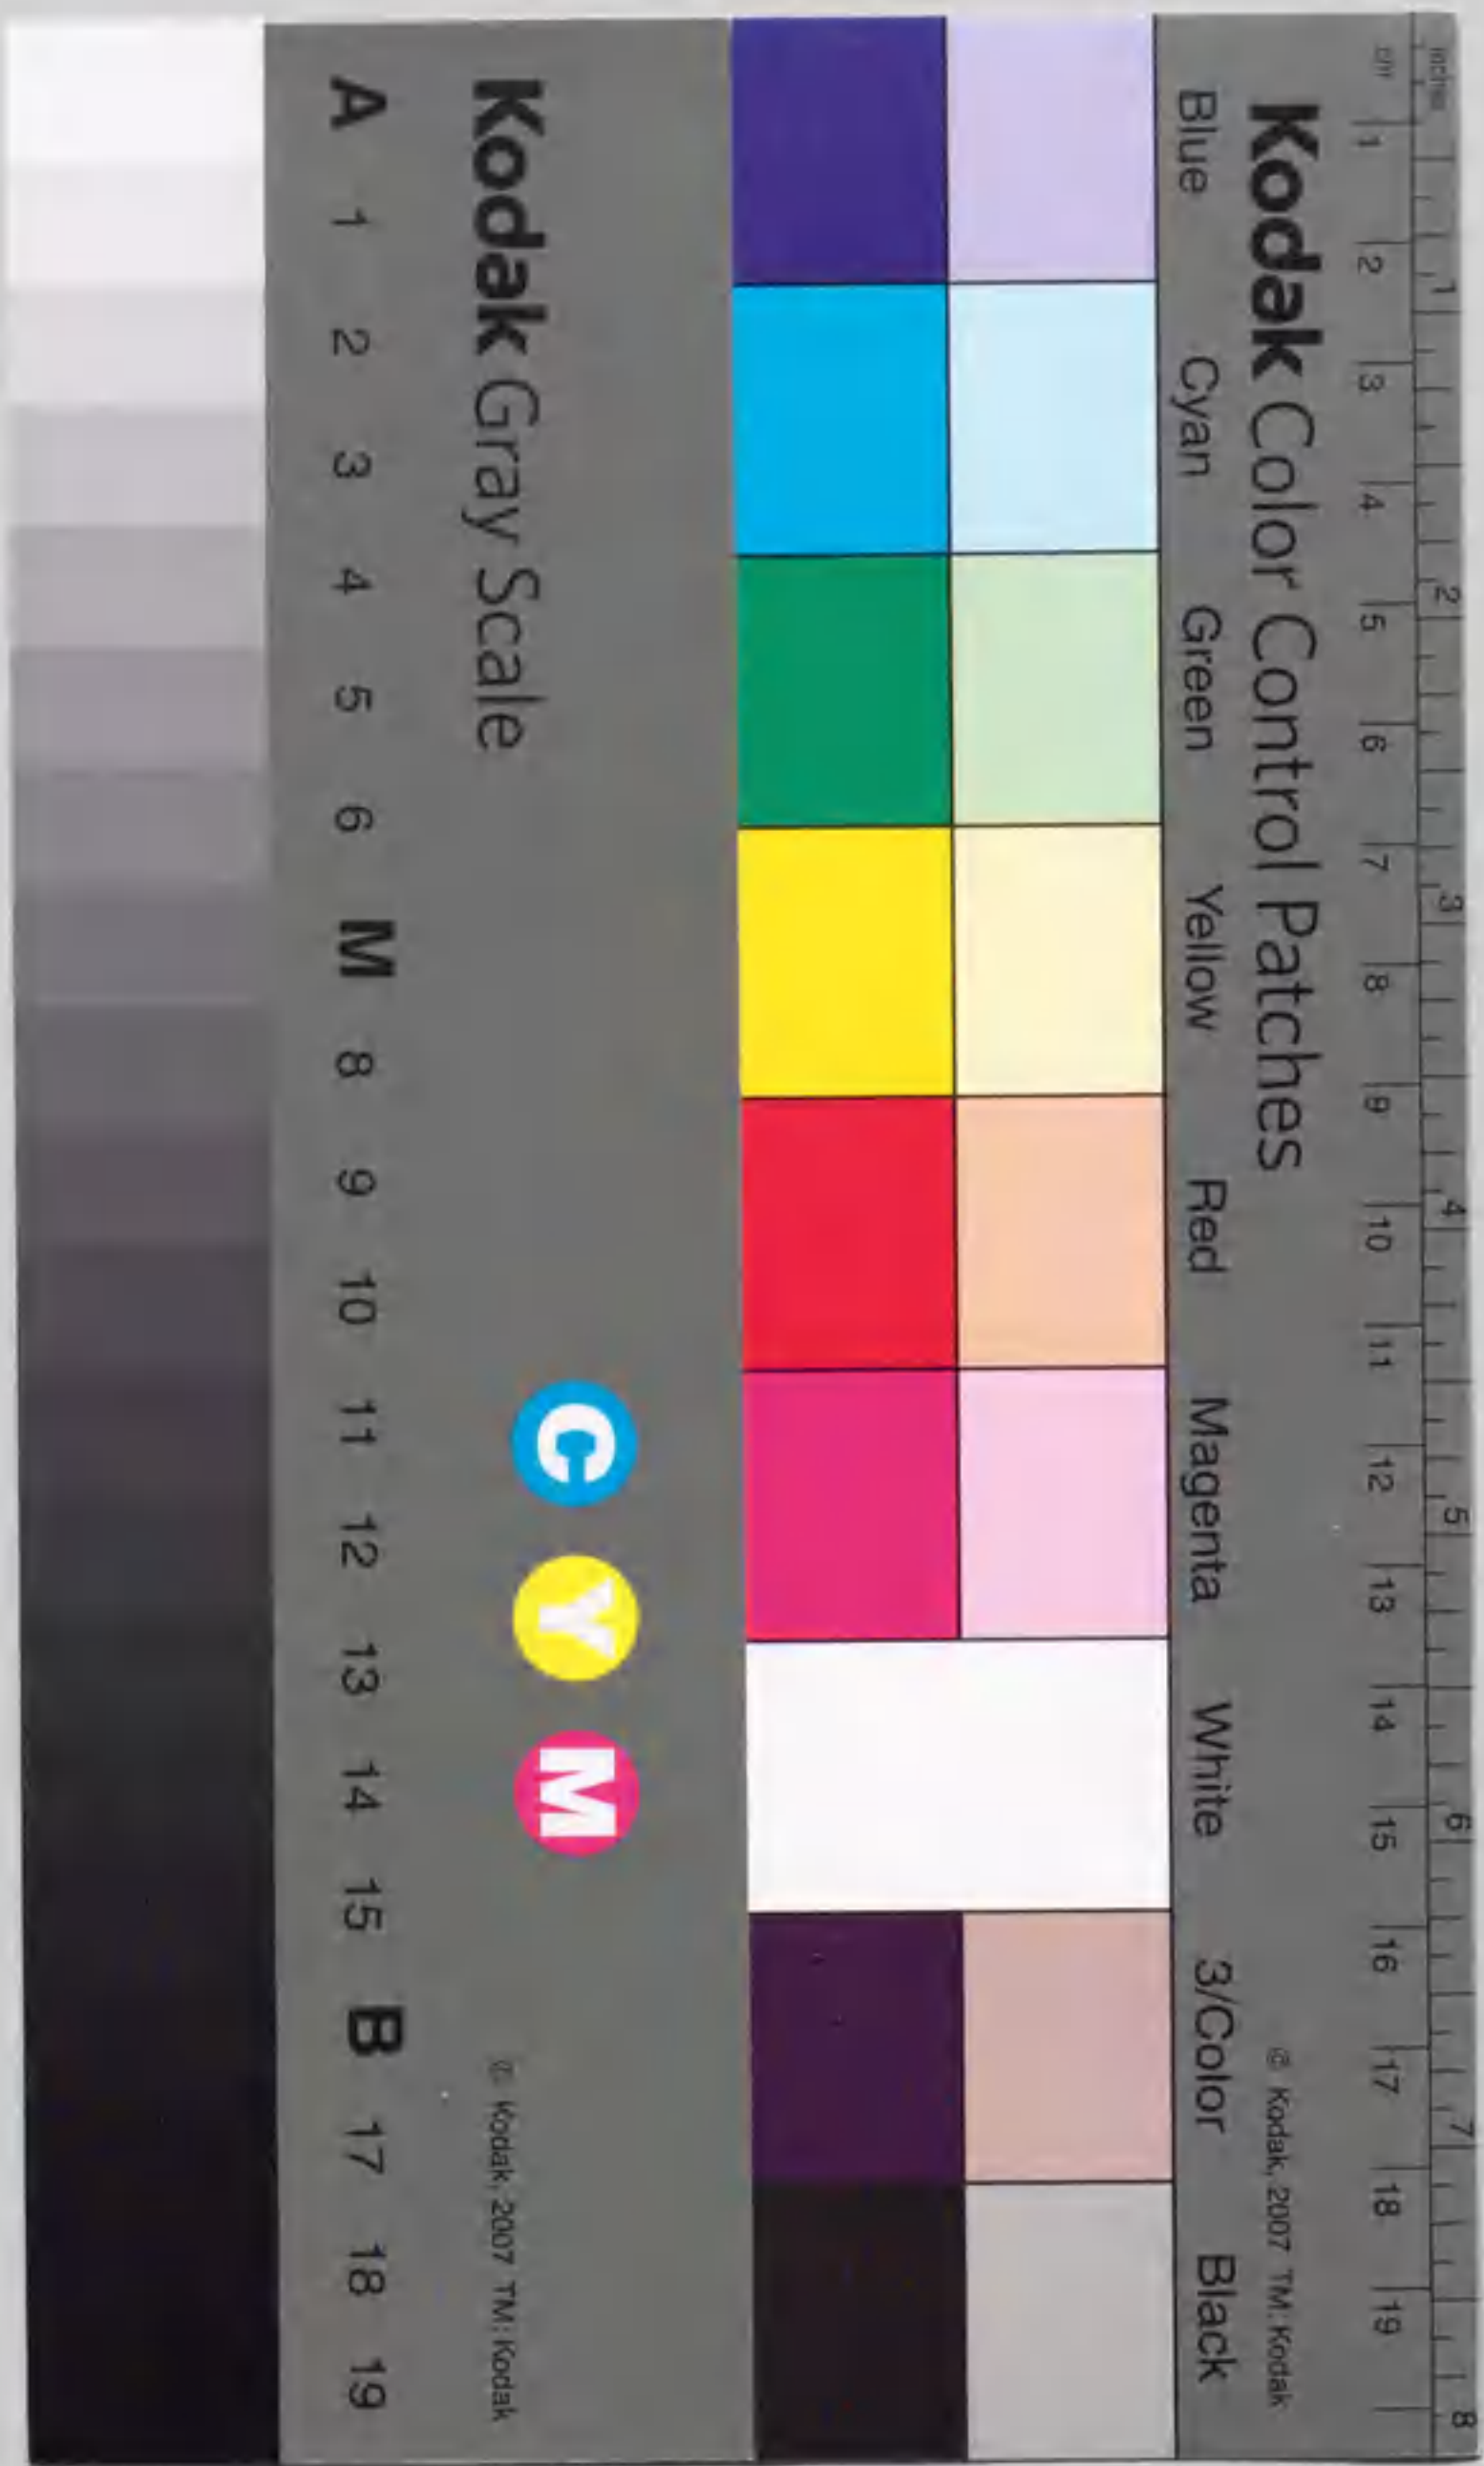 inches 1 2 3 4 5 6 7 8
cm 1 2 3 4 5 6 7 8 9 10 11 12 13 14 15 16 17 18 19
Kodak Color Control Patches
© Kodak, 2007 TM: Kodak
Blue Cyan Green Yellow Red Magenta White 3/Color Black
Kodak Gray Scale
C Y M
© Kodak, 2007 TM: Kodak
A 1 2 3 4 5 6 M 8 9 10 11 12 13 14 15 B 17 18 19